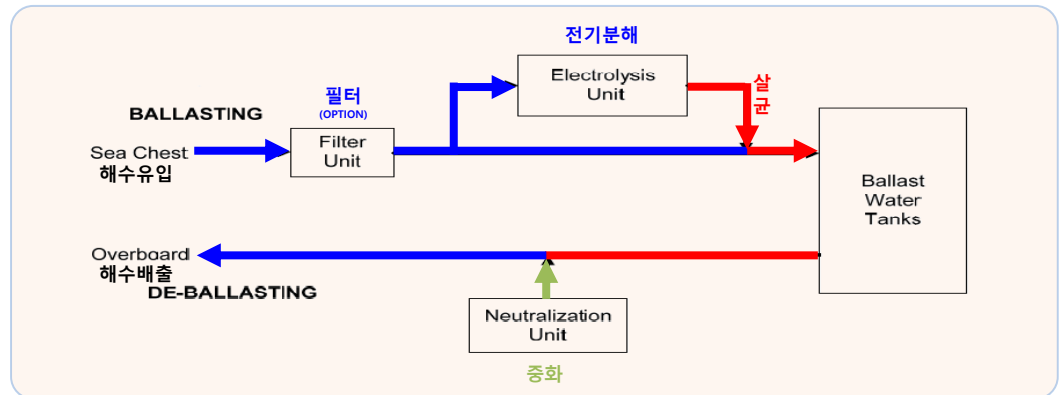 전기분해
Electrolysis
Unit
살
균
필터
(OPTION)
BALLASTING
Filter
Unit
Sea Chest
해수유입
Ballast
Water
Tanks
Overboard
해수배출
DE-BALLASTING
Neutralization
Unit
중화